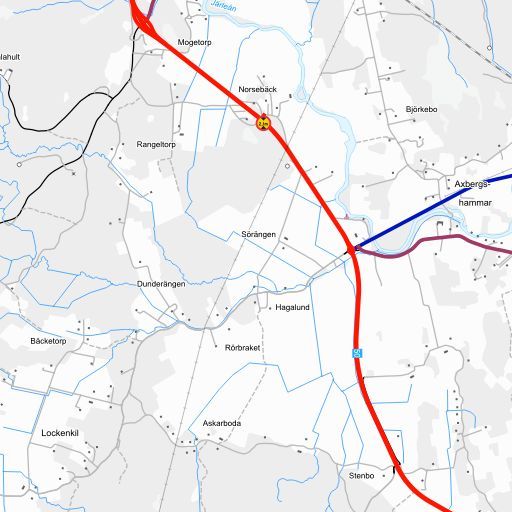 Järleån
Mogetorp
lahult
Norsebäck
Björkebo
Rangeltorp
Axbergs-
hammar
Sörängen
Dunderängen
Hagalund
Bäcketorp
Rörbraket
Askarboda
Lockenkil
Stenbo